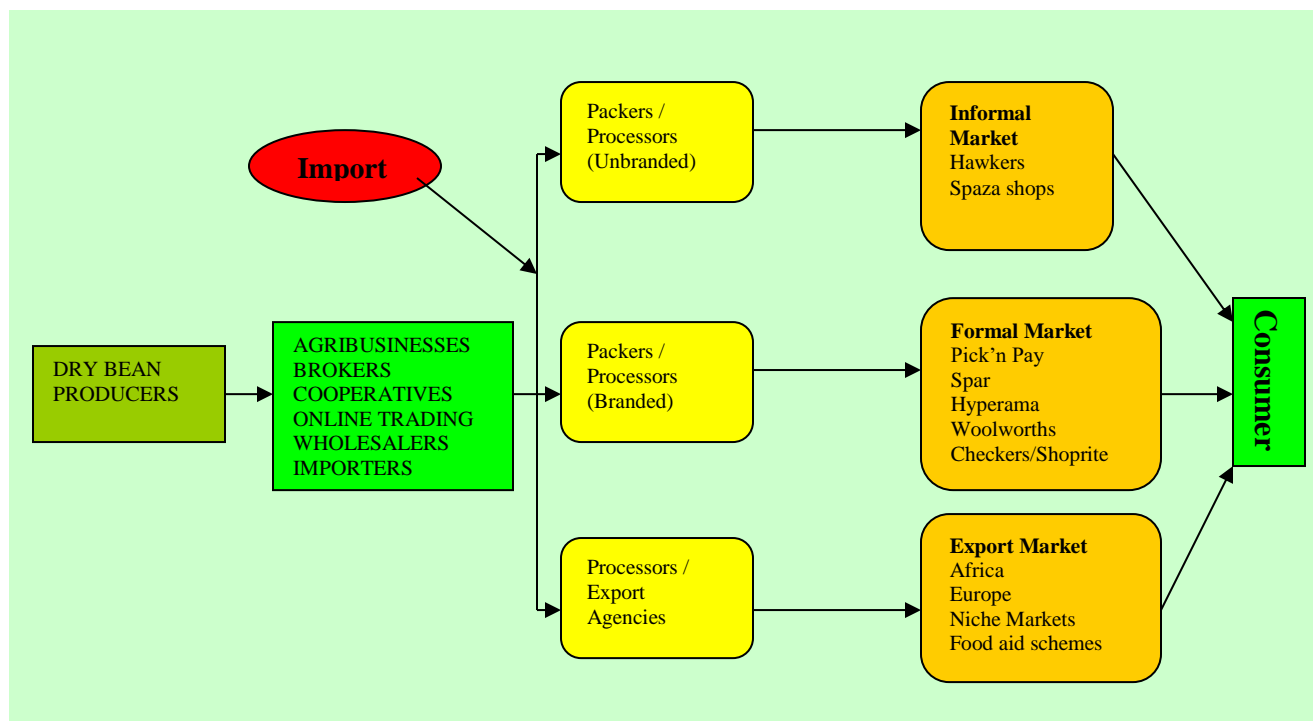 Import
DRY BEAN
PRODUCERS
AGRIBUSINESSES
BROKERS
COOPERATIVES
ONLINE TRADING
WHOLESALERS
IMPORTERS
Packers /
Processors
(Unbranded)
Packers /
Processors
(Branded)
Processors /
Export
Agencies
Informal
Market
Hawkers
Spaza shops
Formal Market
Pick'n Pay
Spar
Hyperama
Woolworths
Checkers/Shoprite
Export Market
Africa
Europe
Niche Markets
Food aid schemes
Consumer